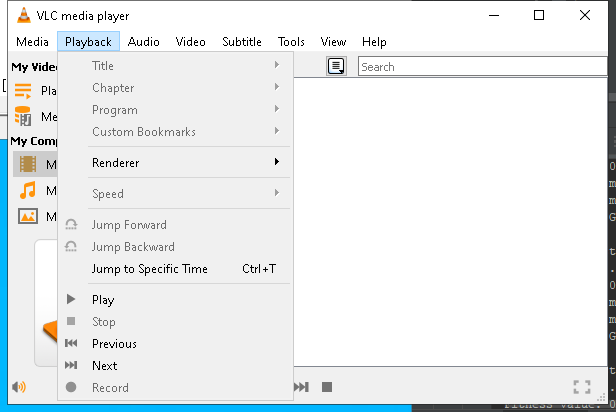 VLC media player
Media Playback Audio Video Subtitle Tools View Help
My Vide
Title
Search
Pla
Chapter
Program
Me
Custom Bookmarks
My Comp
Renderer
M
M
Speed
M
Jump Forward
Jump Backward
Jump to Specific Time Ctrl+T
Play
Stop
Previous
Next
Record